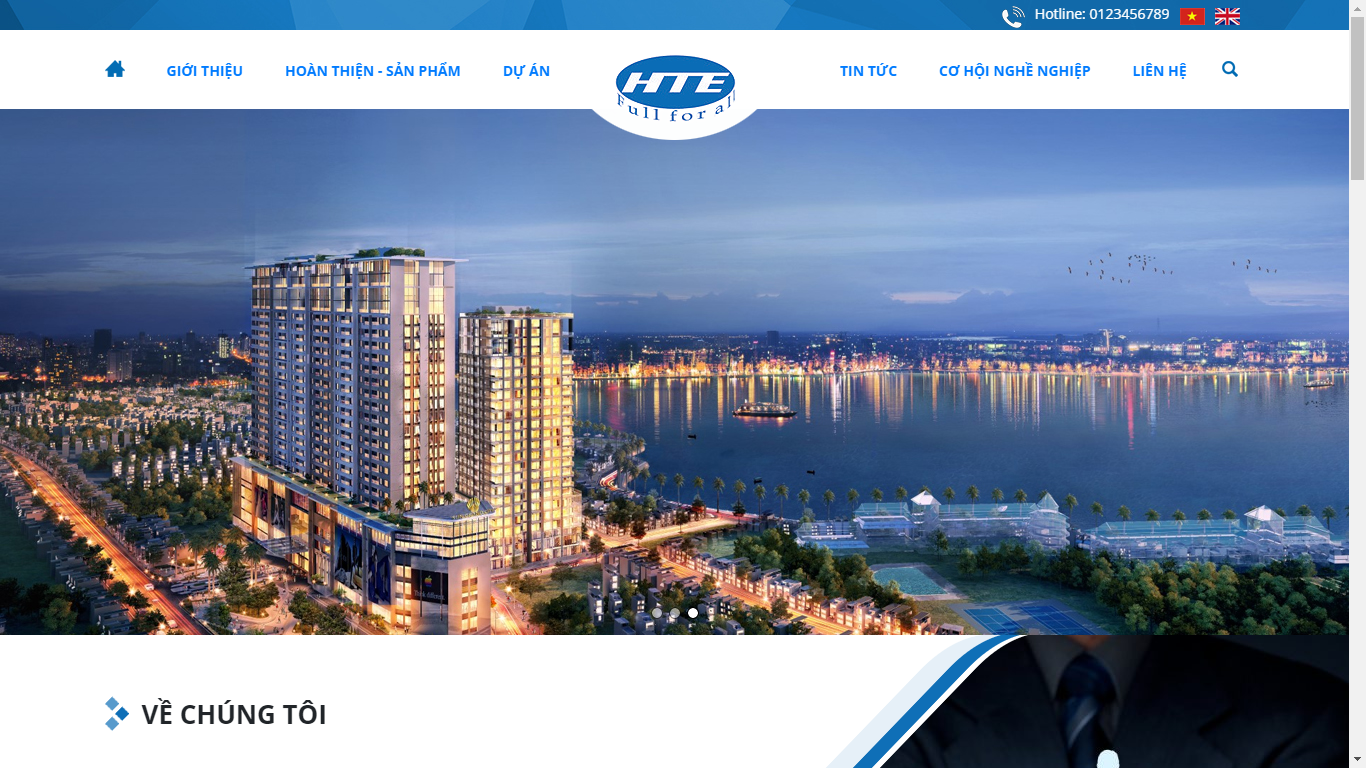 Hotline: 0123456789
GIỚI THIỆU
HOÀN THIỆN - SẢN PHẨM
DỰ ÁN
HTE
Full for all
TIN TỨC
CƠ HỘI NGHỀ NGHIỆP
LIÊN HỆ
VỀ CHÚNG TÔI